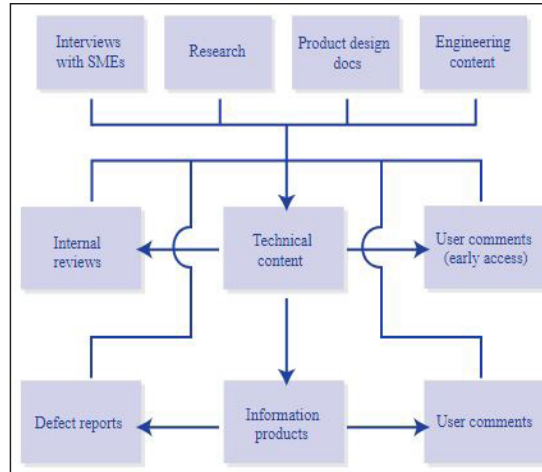 Interviews
with SMEs
Research
Product design
docs
Engineering
content
Internal
reviews
Technical
content
User comments
(early access)
Defect reports
Information
products
User comments